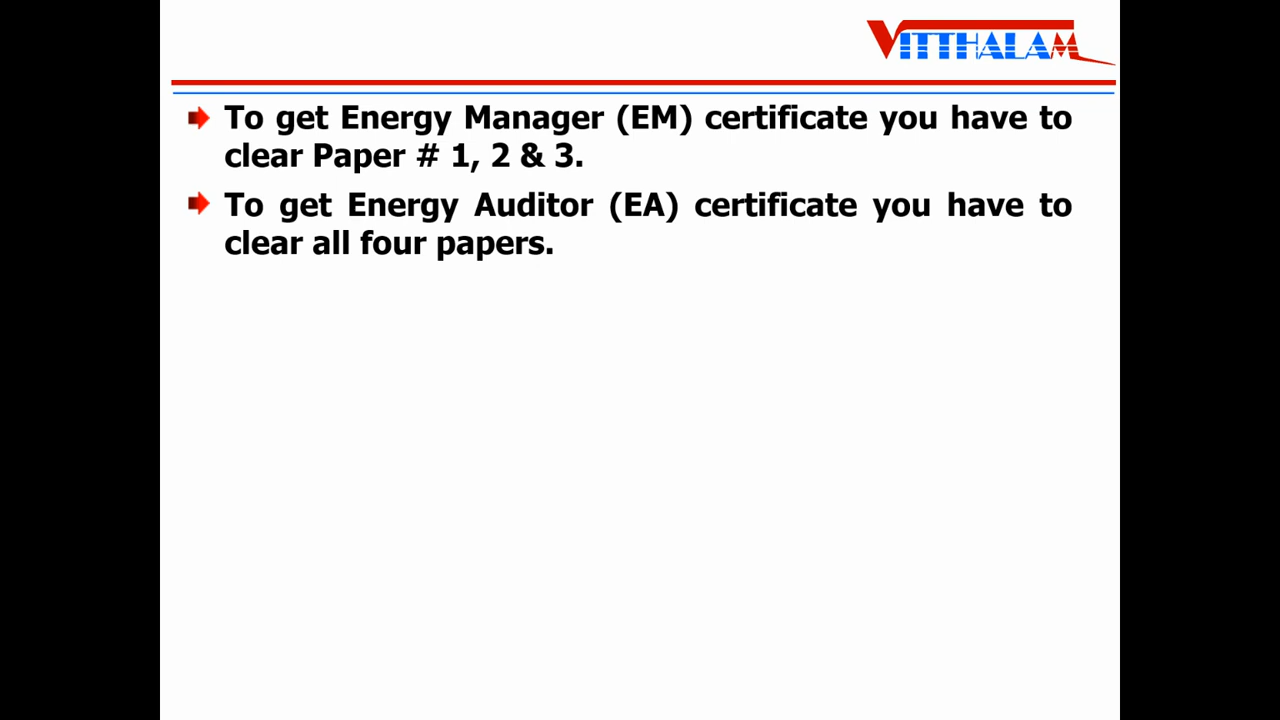 VITTHALAM
To get Energy Manager (EM) certificate you have to
clear Paper # 1, 2 & 3.
To get Energy Auditor (EA) certificate you have to
clear all four papers.